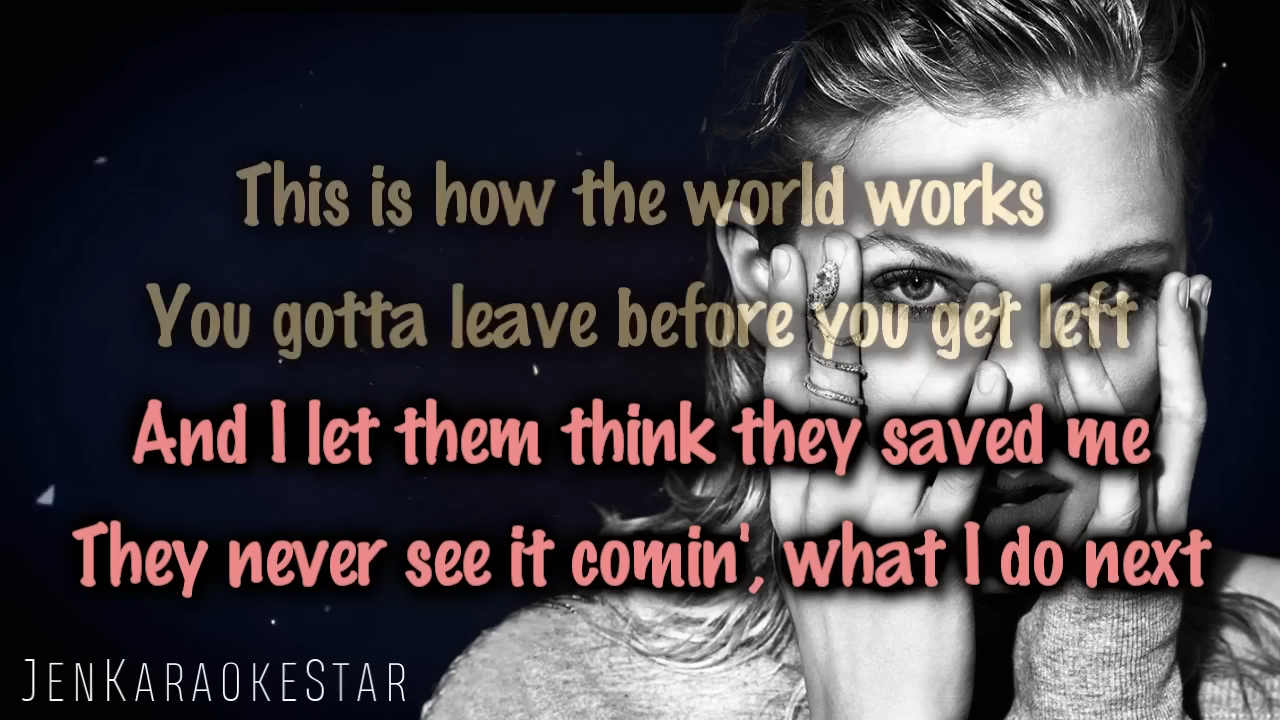 This is how the world works
You gotta leave before you get left
And I let them think they saved me
They never see it comin', what I do next
JENKARAOKESTAR